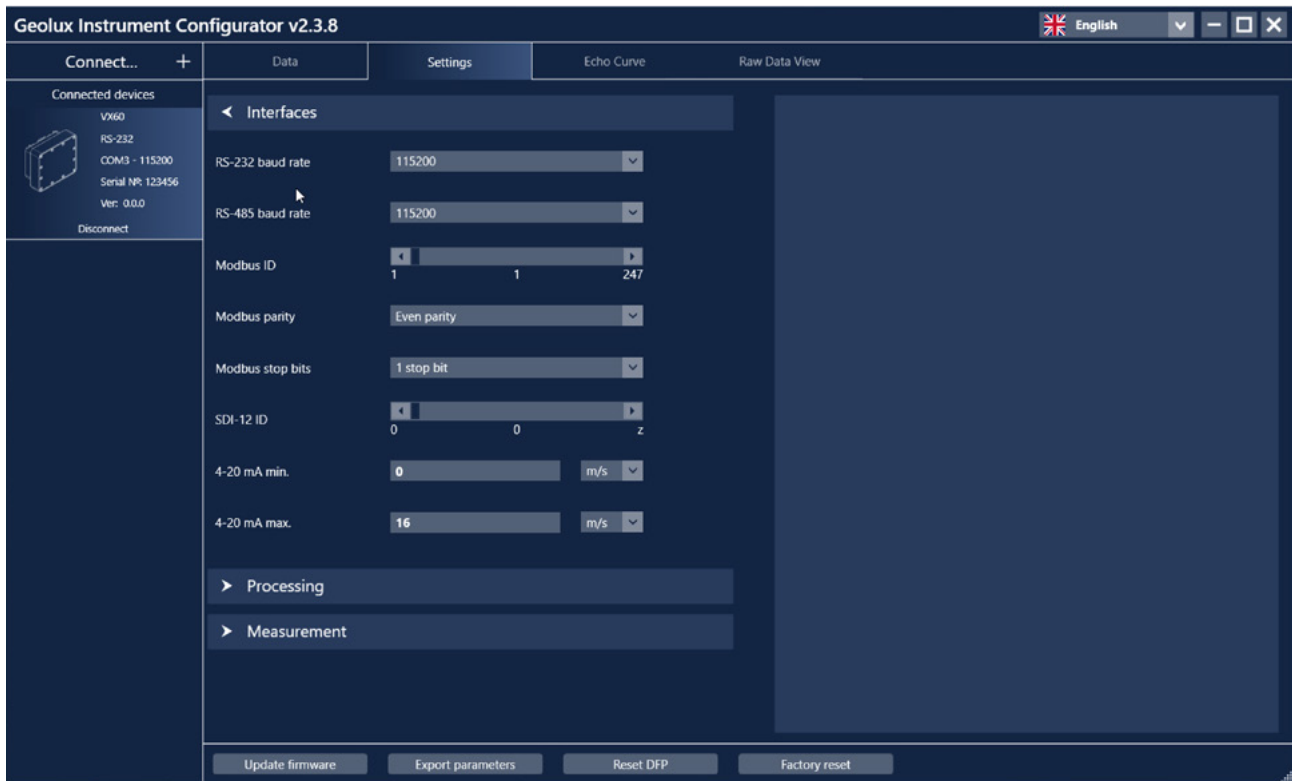 Geolux Instrument Configurator v2.3.8
English
Connect... +
Data
Settings
Echo Curve
Raw Data View
Connected devices
VX60
RS-232
COM3 - 115200
Serial Nº: 123456
Ver: 0.0.0
Disconnect
Interfaces
RS-232 baud rate 115200
RS-485 baud rate 115200
Modbus ID
1 1 247
Modbus parity Even parity
Modbus stop bits 1 stop bit
SDI-12 ID
0 0 z
4-20 mA min. 0 m/s
4-20 mA max. 16 m/s
Processing
Measurement
Update firmware
Export parameters
Reset DFP
Factory reset